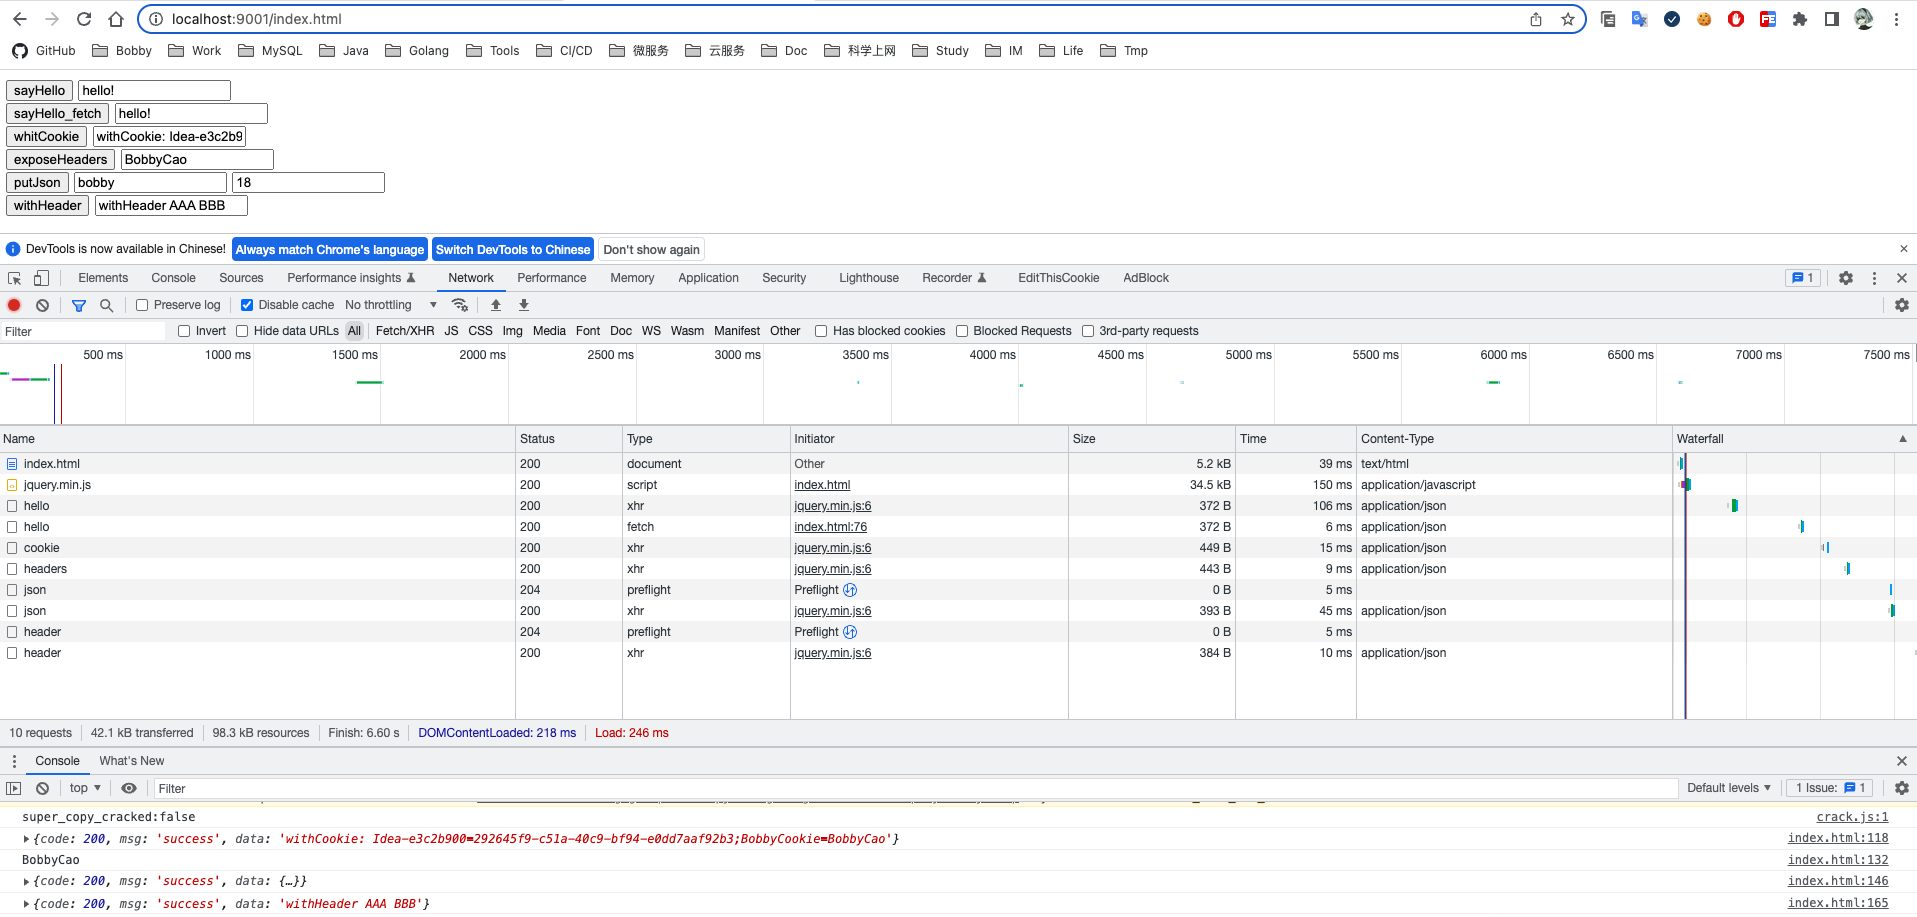 localhost:9001/index.html
GitHub Bobby Work MySQL Java Golang Tools CI/CD 微服务 云服务 Doc 科学上网 Study IM Life Tmp
sayHello hello!
sayHello_fetch hello!
whitCookie withCookie: Idea-e3c2b9
exposeHeaders BobbyCao
putJson bobby 18
withHeader withHeader AAA BBB
DevTools is now available in Chinese! Always match Chrome's language Switch DevTools to Chinese Don't show again
Elements Console Sources Performance insights Network Performance Memory Application Security Lighthouse Recorder EditThisCookie AdBlock 1
Preserve log Disable cache No throttling
Filter Invert Hide data URLs All Fetch/XHR JS CSS Img Media Font Doc WS Wasm Manifest Other Has blocked cookies Blocked Requests 3rd-party requests
500 ms 1000 ms 1500 ms 2000 ms 2500 ms 3000 ms 3500 ms 4000 ms 4500 ms 5000 ms 5500 ms 6000 ms 6500 ms 7000 ms 7500 ms
Name Status Type Initiator Size Time Content-Type Waterfall
index.html 200 document Other 5.2 kB 39 ms text/html
jquery.min.js 200 script index.html 34.5 kB 150 ms application/javascript
hello 200 xhr jquery.min.js:6 372 B 106 ms application/json
hello 200 fetch index.html:76 372 B 6 ms application/json
cookie 200 xhr jquery.min.js:6 449 B 15 ms application/json
headers 200 xhr jquery.min.js:6 443 B 9 ms application/json
json 204 preflight Preflight 0 B 5 ms
json 200 xhr jquery.min.js:6 393 B 45 ms application/json
header 204 preflight Preflight 0 B 5 ms
header 200 xhr jquery.min.js:6 384 B 10 ms application/json
10 requests 42.1 kB transferred 98.3 kB resources Finish: 6.60 s DOMContentLoaded: 218 ms Load: 246 ms
Console What's New
top Filter Default levels 1 Issue: 1
super_copy_cracked:false crack.js:1
{code: 200, msg: 'success', data: 'withCookie: Idea-e3c2b900=292645f9-c51a-40c9-bf94-e0dd7aaf92b3;BobbyCookie=BobbyCao'} index.html:118
BobbyCao index.html:132
{code: 200, msg: 'success', data: {…}} index.html:146
{code: 200, msg: 'success', data: 'withHeader AAA BBB'} index.html:165